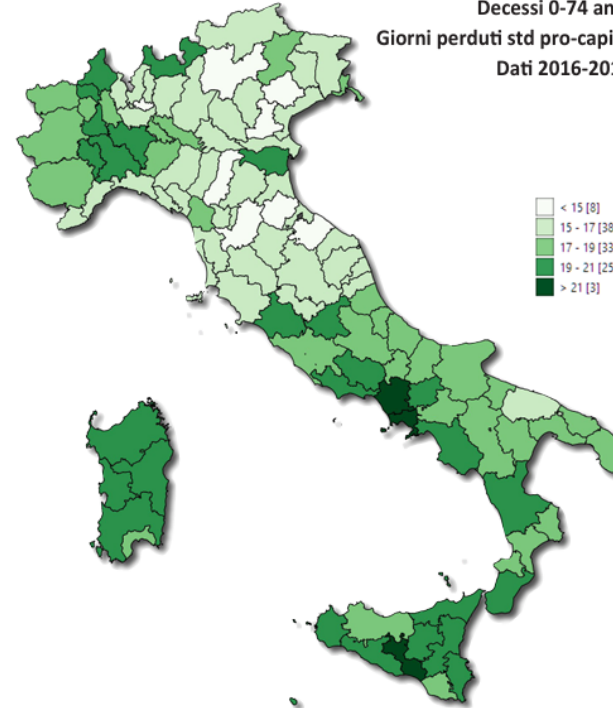 Decessi 0-74 an
Giorni perduti std pro-capi
Dati 2016-201
< 15 [8]
15 - 17 [38
17 - 19 [33
19 - 21 [25
> 21 [3]